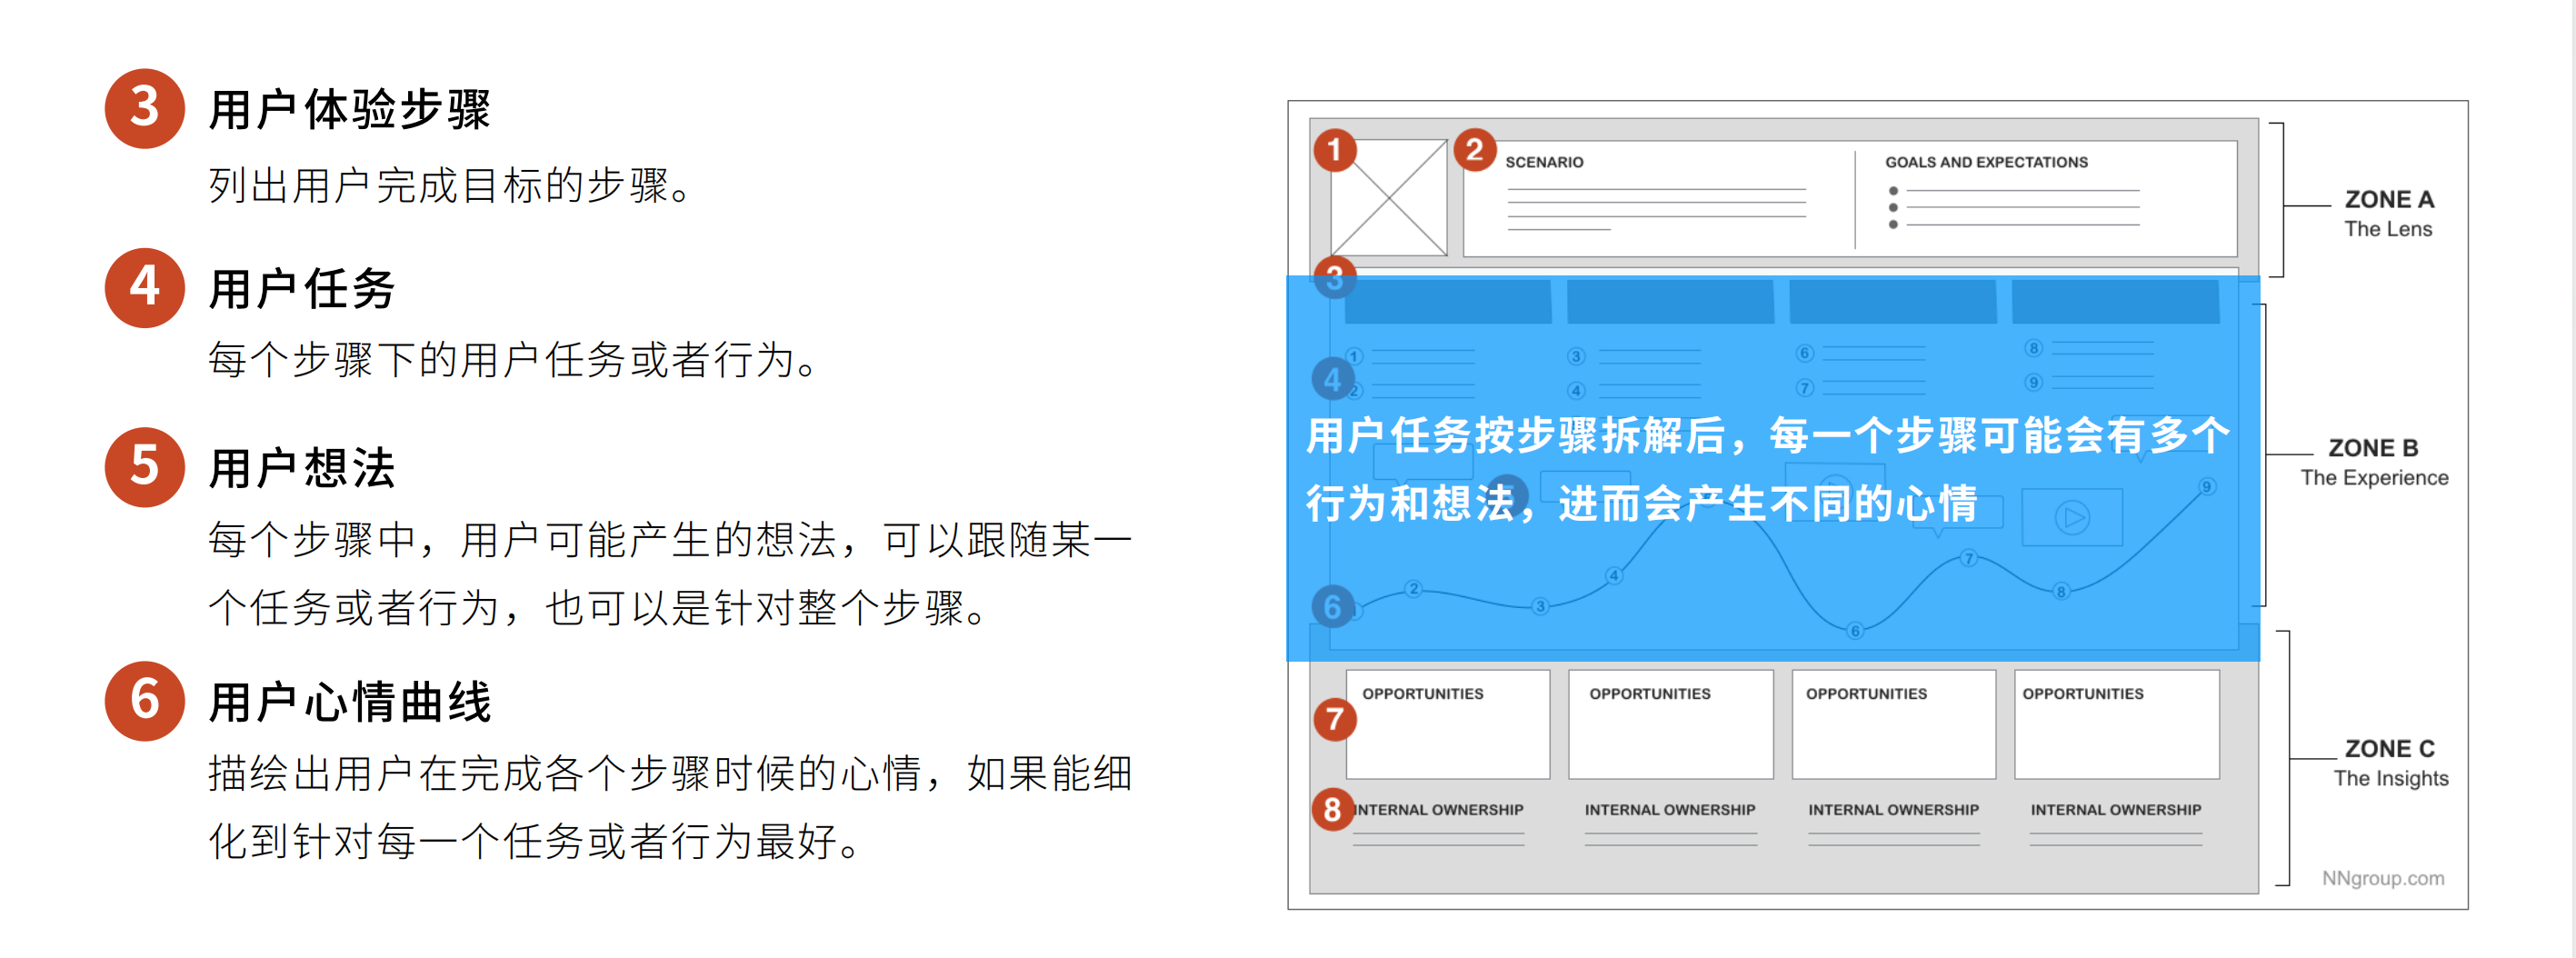 3 用户体验步骤
列出用户完成目标的步骤。
4 用户任务
每个步骤下的用户任务或者行为。
5 用户想法
每个步骤中，用户可能产生的想法，可以跟随某一
个任务或者行为，也可以是针对整个步骤。
6 用户心情曲线
描绘出用户在完成各个步骤时候的心情，如果能细
化到针对每一个任务或者行为最好。
1
2 SCENARIO
GOALS AND EXPECTATIONS
ZONE A
The Lens
3
1 3 6 8
4
2 4 7 9
用户任务按步骤拆解后，每一个步骤可能会有多个
行为和想法，进而会产生不同的心情
ZONE B
The Experience
6
2 3 4 6 7 8 9
7 OPPORTUNITIES OPPORTUNITIES OPPORTUNITIES OPPORTUNITIES
8 INTERNAL OWNERSHIP INTERNAL OWNERSHIP INTERNAL OWNERSHIP INTERNAL OWNERSHIP
ZONE C
The Insights
NNgroup.com